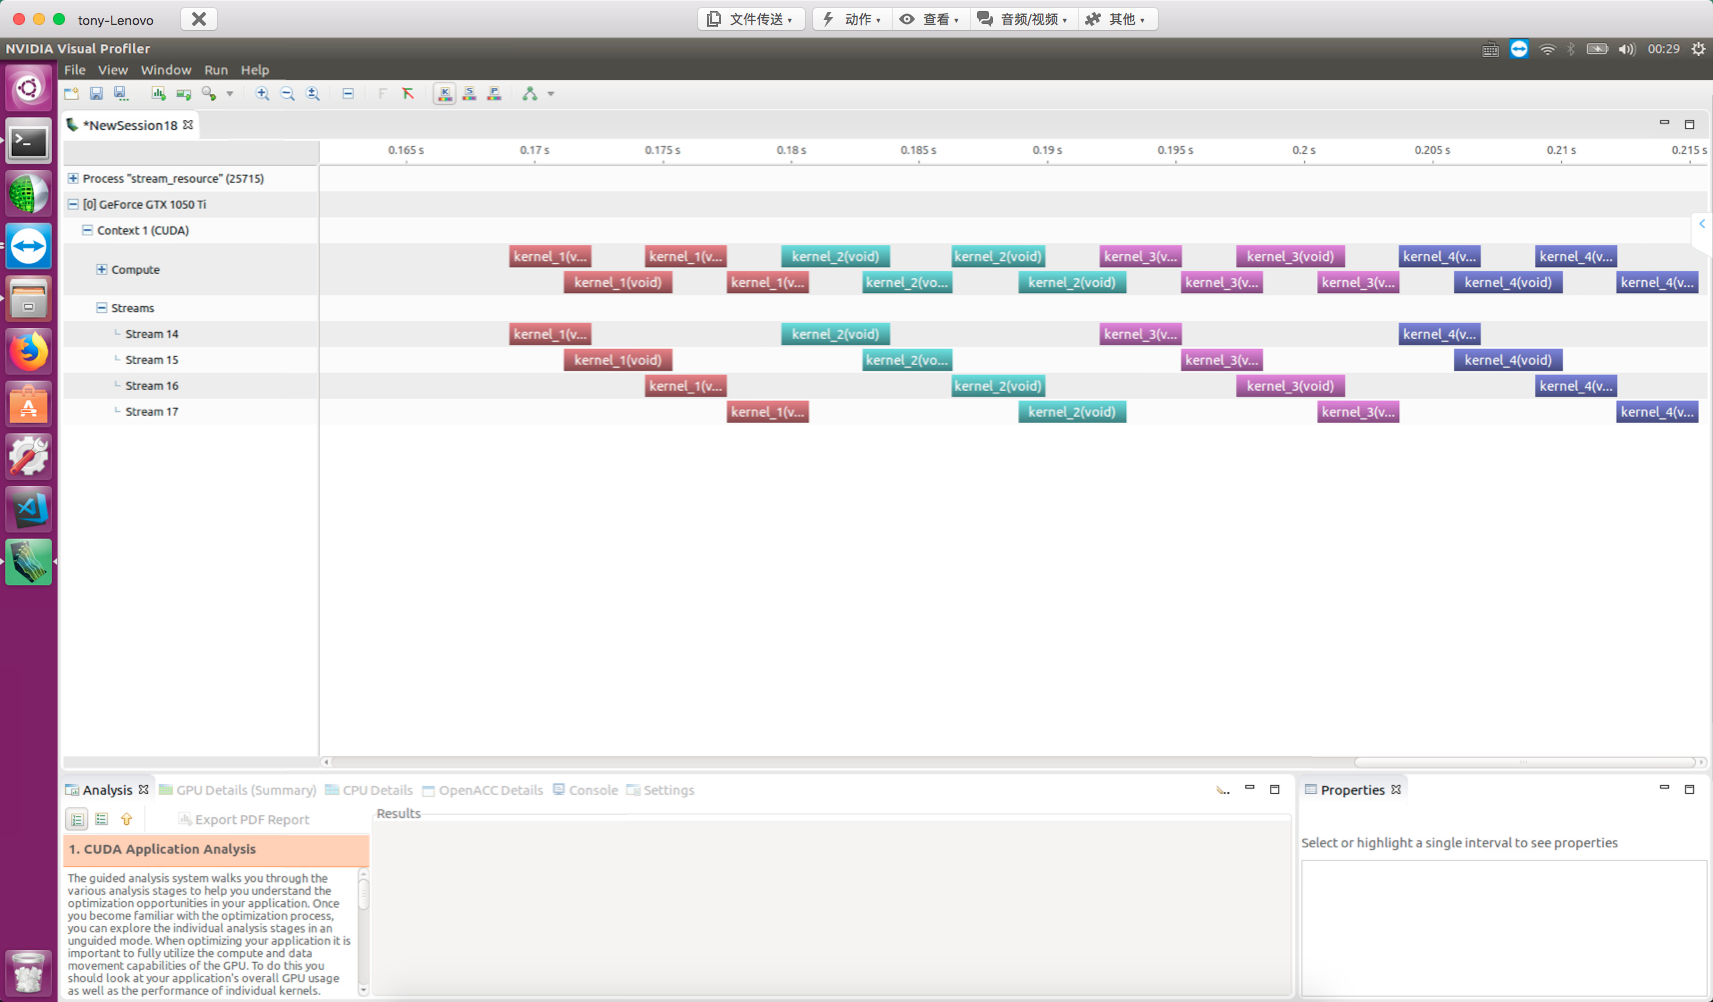 tony-Lenovo
文件传送 动作 查看 音频/视频 其他
NVIDIA Visual Profiler
00:29
File View Window Run Help
*NewSession18
0.165 s 0.17 s 0.175 s 0.18 s 0.185 s 0.19 s 0.195 s 0.2 s 0.205 s 0.21 s 0.215 s
Process "stream_resource" (25715)
[0] GeForce GTX 1050 Ti
Context 1 (CUDA)
kernel_1(v... kernel_1(v... kernel_2(void) kernel_2(void) kernel_3(v... kernel_3(void) kernel_4(v... kernel_4(v...
Compute
kernel_1(void) kernel_1(v... kernel_2(vo... kernel_2(void) kernel_3(v... kernel_3(v... kernel_4(void) kernel_4(v...
Streams
Stream 14 kernel_1(v... kernel_2(void) kernel_3(v... kernel_4(v...
Stream 15 kernel_1(void) kernel_2(vo... kernel_3(v... kernel_4(void)
Stream 16 kernel_1(v... kernel_2(void) kernel_3(void) kernel_4(v...
Stream 17 kernel_1(v... kernel_2(void) kernel_3(v... kernel_4(v...
Analysis GPU Details (Summary) CPU Details OpenACC Details Console Settings
Properties
Export PDF Report
Results
1. CUDA Application Analysis
Select or highlight a single interval to see properties
The guided analysis system walks you through the
various analysis stages to help you understand the
optimization opportunities in your application. Once
you become familiar with the optimization process,
you can explore the individual analysis stages in an
unguided mode. When optimizing your application it is
important to fully utilize the compute and data
movement capabilities of the GPU. To do this you
should look at your application's overall GPU usage
as well as the performance of individual kernels.